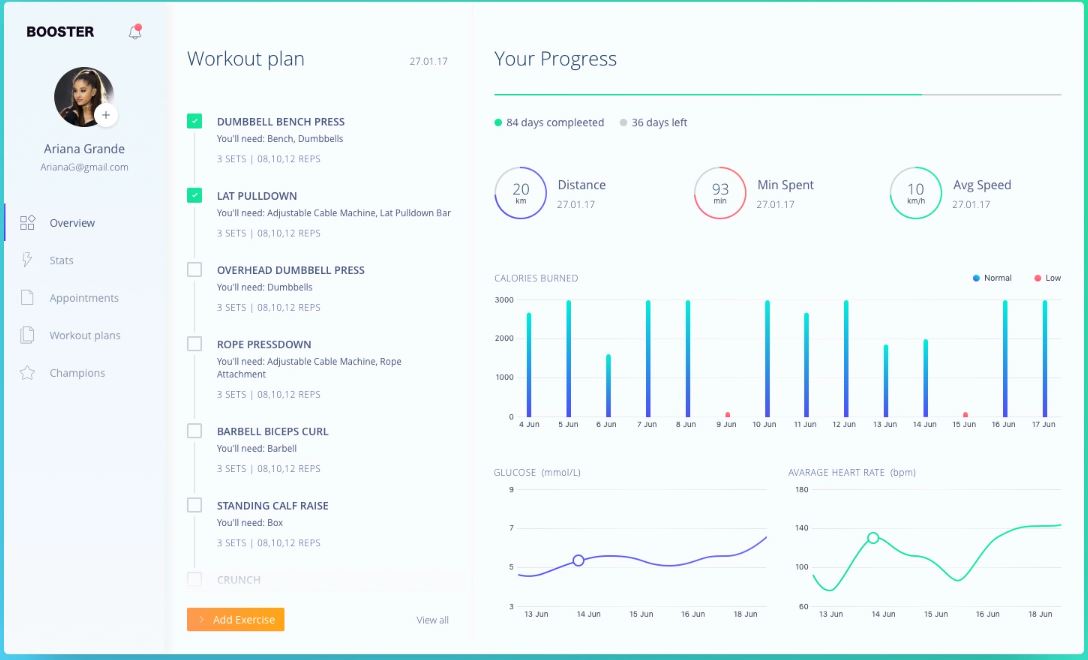 BOOSTER
Ariana Grande
ArianaG@gmail.com
Overview
Stats
Appointments
Workout plans
Champions
Workout plan
27.01.17
DUMBBELL BENCH PRESS
You'll need: Bench, Dumbbells
3 SETS | 08,10,12 REPS
LAT PULLDOWN
You'll need: Adjustable Cable Machine, Lat Pulldown Bar
3 SETS | 08,10,12 REPS
OVERHEAD DUMBBELL PRESS
You'll need: Dumbbells
3 SETS | 08,10,12 REPS
ROPE PRESSDOWN
You'll need: Adjustable Cable Machine, Rope
Attachment
3 SETS | 08,10,12 REPS
BARBELL BICEPS CURL
You'll need: Barbell
3 SETS | 08,10,12 REPS
STANDING CALF RAISE
You'll need: Box
3 SETS | 08,10,12 REPS
CRUNCH
Add Exercise
View all
Your Progress
84 days compleeted
36 days left
20
km
Distance
27.01.17
93
min
Min Spent
27.01.17
10
km/h
Avg Speed
27.01.17
CALORIES BURNED
Normal
Low
3000
2000
1000
0
4 Jun 5 Jun 6 Jun 7 Jun 8 Jun 9 Jun 10 Jun 11 Jun 12 Jun 13 Jun 14 Jun 15 Jun 16 Jun 17 Jun
GLUCOSE (mmol/L)
9
7
5
3
13 Jun 14 Jun 15 Jun 16 Jun 18 Jun
AVARAGE HEART RATE (bpm)
180
140
100
60
13 Jun 14 Jun 15 Jun 16 Jun 18 Jun